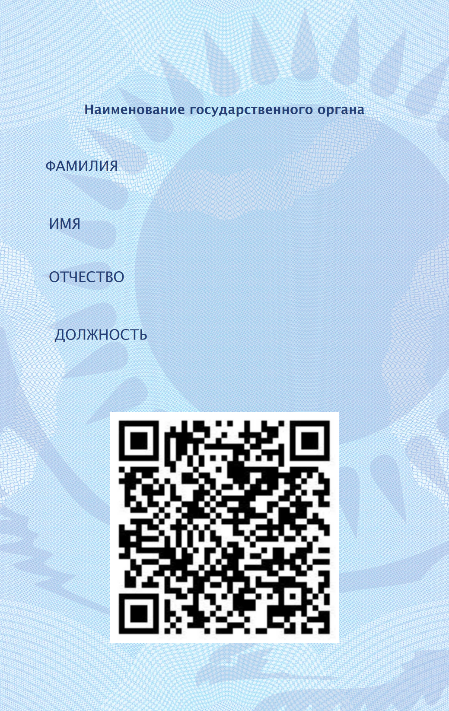 Наименование государственного органа
ФАМИЛИЯ
ИМЯ
ОТЧЕСТВО
ДОЛЖНОСТЬ